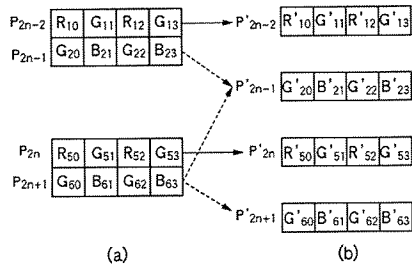 P2n-2 R10 G11 R12 G13 P'2n-2 R'10 G'11 R'12 G'13
P2n-1 G20 B21 G22 B23
P'2n-1 G'20 B'21 G'22 B'23
P2n R50 G51 R52 G53 P'2n R'50 G'51 R'52 G'53
P2n+1 G60 B61 G62 B63
P'2n+1 G'60 B'61 G'62 B'63
(a) (b)